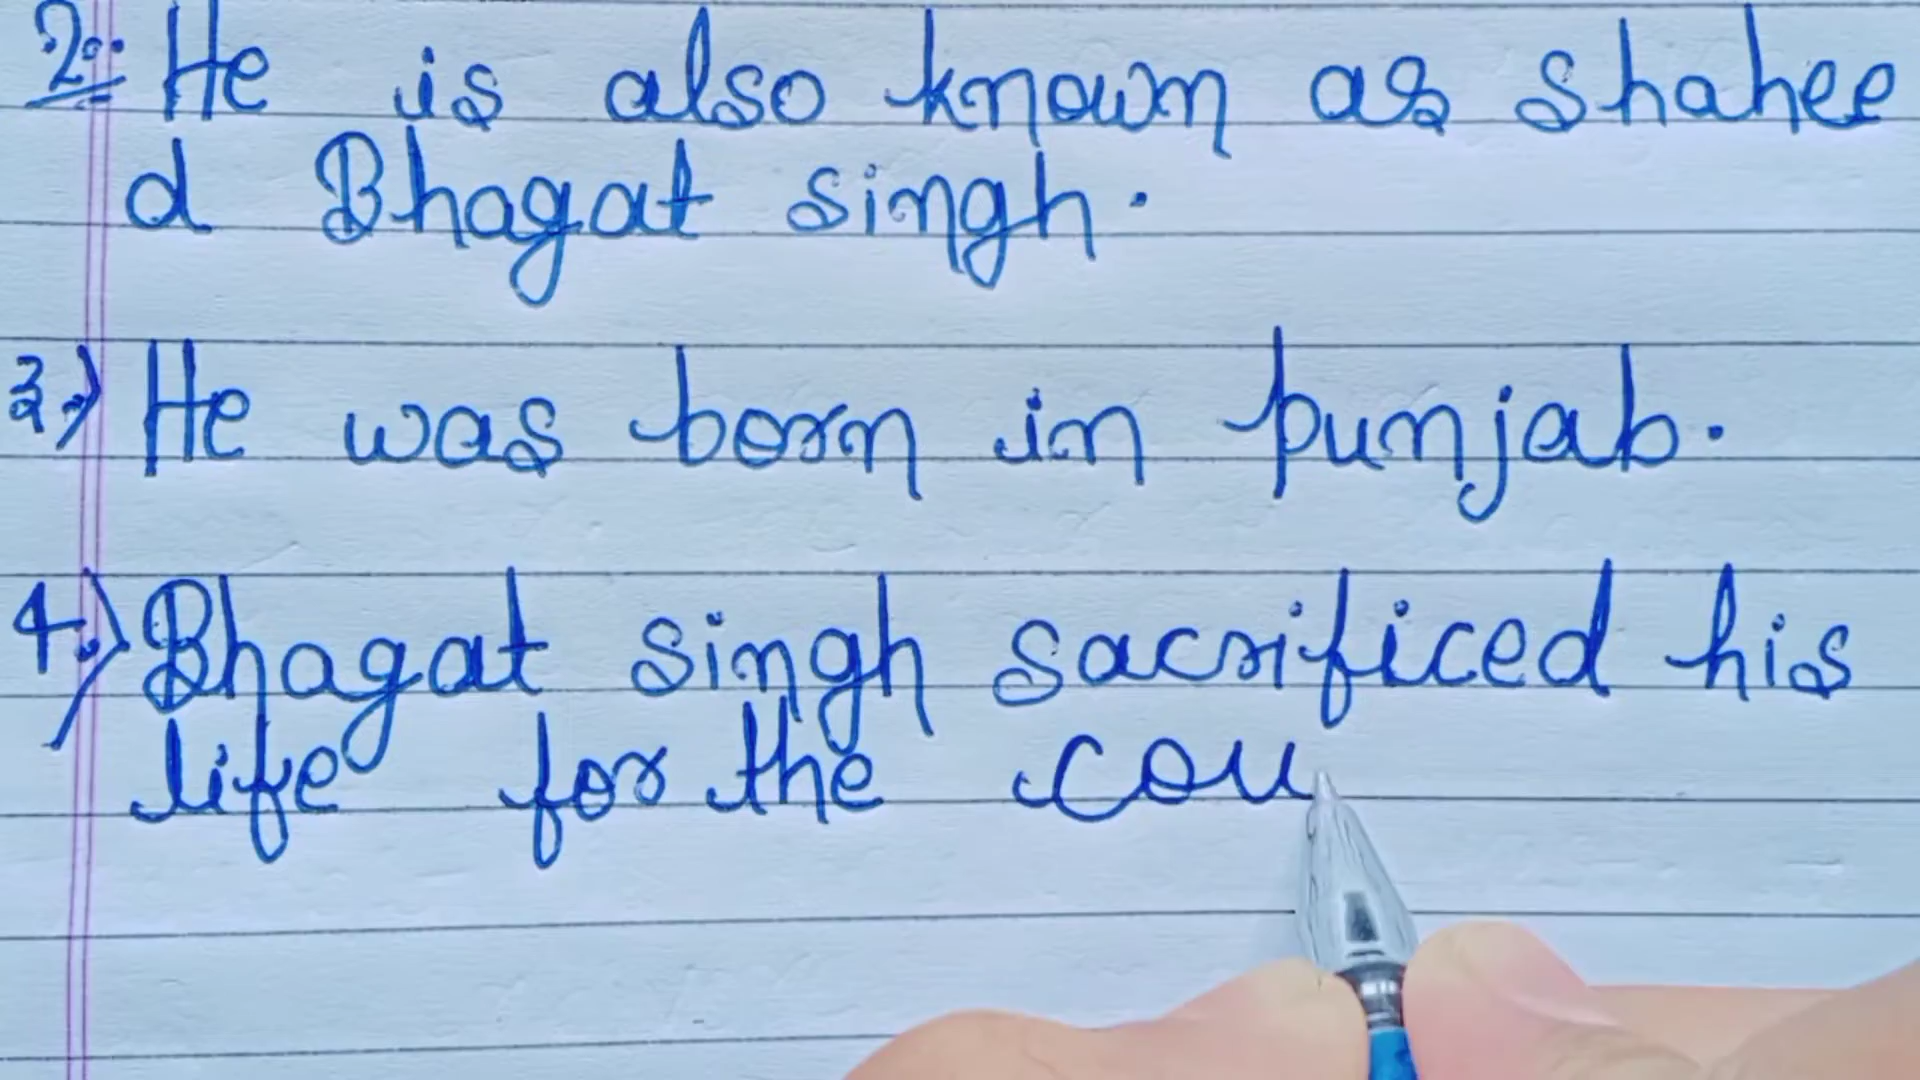 2. He is also known as shahee
d Bhagat singh.
3.) He was born in punjab.
4.) Bhagat singh sacrificed his
life for the cou